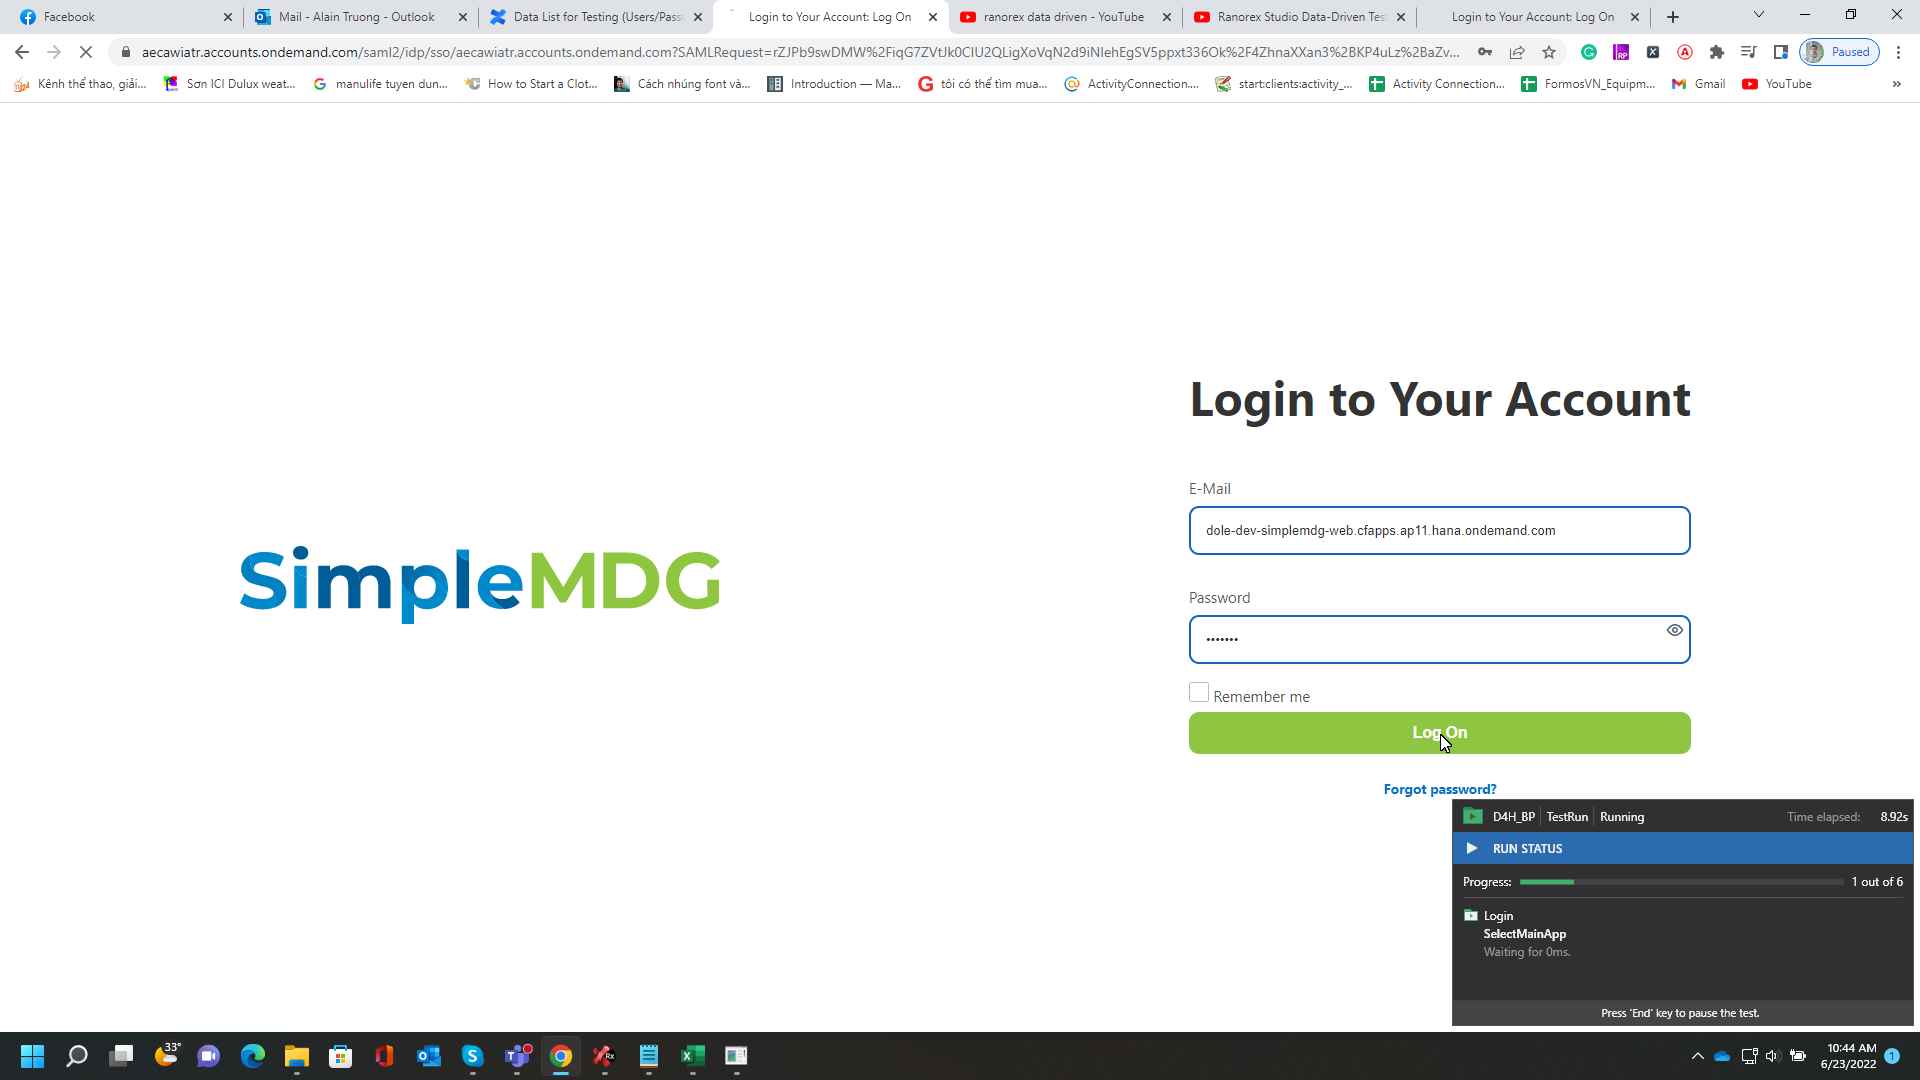 Facebook
Mail - Alain Truong - Outlook
Data List for Testing (Users/Pass
Login to Your Account: Log On
ranorex data driven - YouTube
Ranorex Studio Data-Driven Tes
Login to Your Account: Log On
aecawiatr.accounts.ondemand.com/saml2/idp/sso/aecawiatr.accounts.ondemand.com?SAMLRequest=rZJPb9swDMW%2FiqG7ZVtJk0CIU2QLigXoVqN2d9iNlehEgSV5ppxt336Ok%2F4ZhnaXXan3%2BKP4uLz%2BaZv...
Paused
Kênh thể thao, giải...
Sơn ICI Dulux weat...
manulife tuyen dun...
How to Start a Clot...
Cách nhúng font và...
Introduction — Ma...
tôi có thể tìm mua...
ActivityConnection....
start:clients:activity_...
Activity Connection...
FormosVN_Equipm...
Gmail
YouTube
»
Login to Your Account
E-Mail
dole-dev-simplemdg-web.cfapps.ap11.hana.ondemand.com
SimpleMDG
Password
•••••••
Remember me
Log On
Forgot password?
D4H_BP TestRun Running Time elapsed: 8.92s
RUN STATUS
Progress: 1 out of 6
Login
SelectMainApp
Waiting for 0ms.
Press 'End' key to pause the test.
33°
10:44 AM
6/23/2022
1